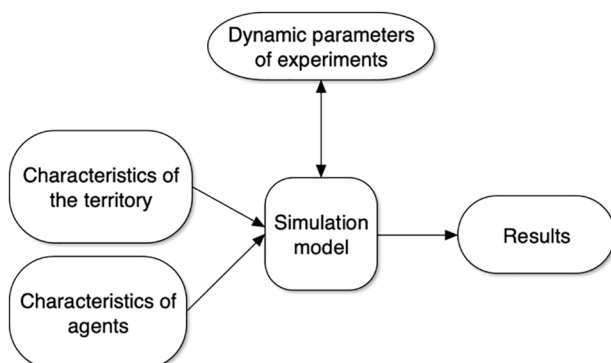 Dynamic parameters
of experiments
Characteristics of
the territory
Simulation
model
Results
Characteristics of
agents